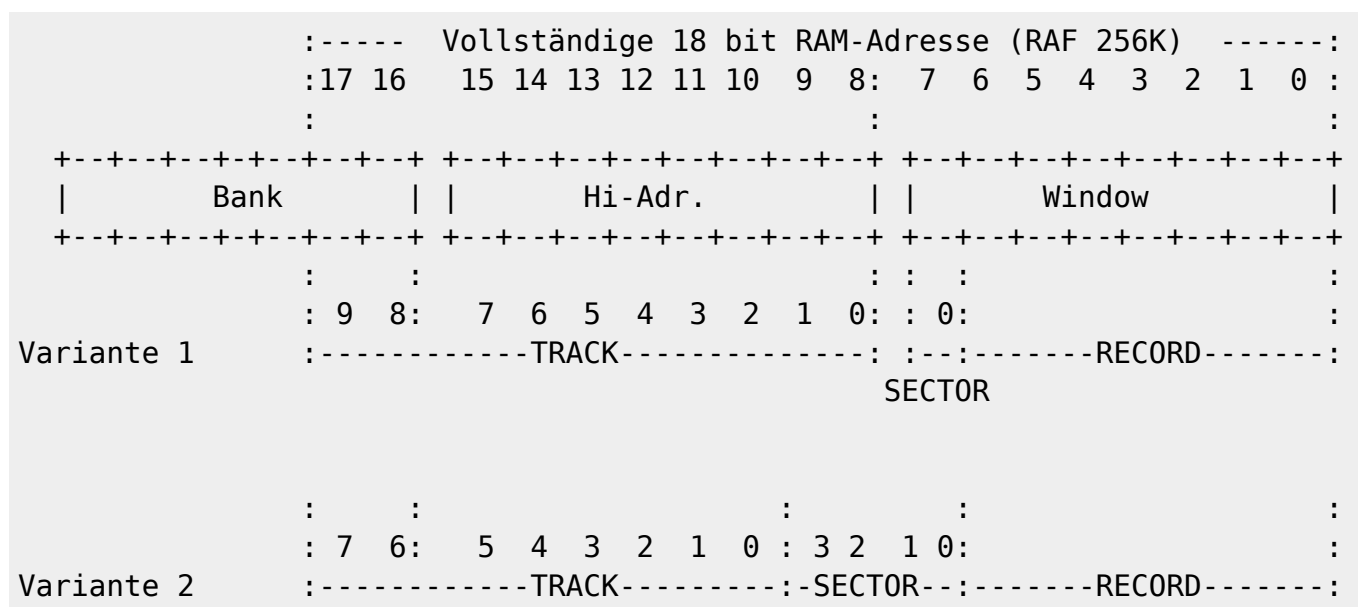 :-----  Vollständige 18 bit RAM-Adresse (RAF 256K)  ------:
:17 16   15 14 13 12 11 10  9  8:  7  6  5  4  3  2  1  0 :
:                               :                         :
+--+--+--+-+--+--+--+ +--+--+--+--+--+--+--+--+ +--+--+--+--+--+--+--+--+
|        Bank         | |       Hi-Adr.         | |       Window          |
+--+--+--+-+--+--+--+ +--+--+--+--+--+--+--+--+ +--+--+--+--+--+--+--+--+
:     :                         : :  :                    :
: 9  8:   7  6  5  4  3  2  1  0: : 0:                    :
Variante 1      :------------TRACK--------------: :--:-------RECORD-------:
SECTOR
:     :                    :         :                    :
: 7  6:   5  4  3  2  1  0 : 3 2  1 0:                    :
Variante 2      :------------TRACK---------:-SECTOR--:-------RECORD-------: